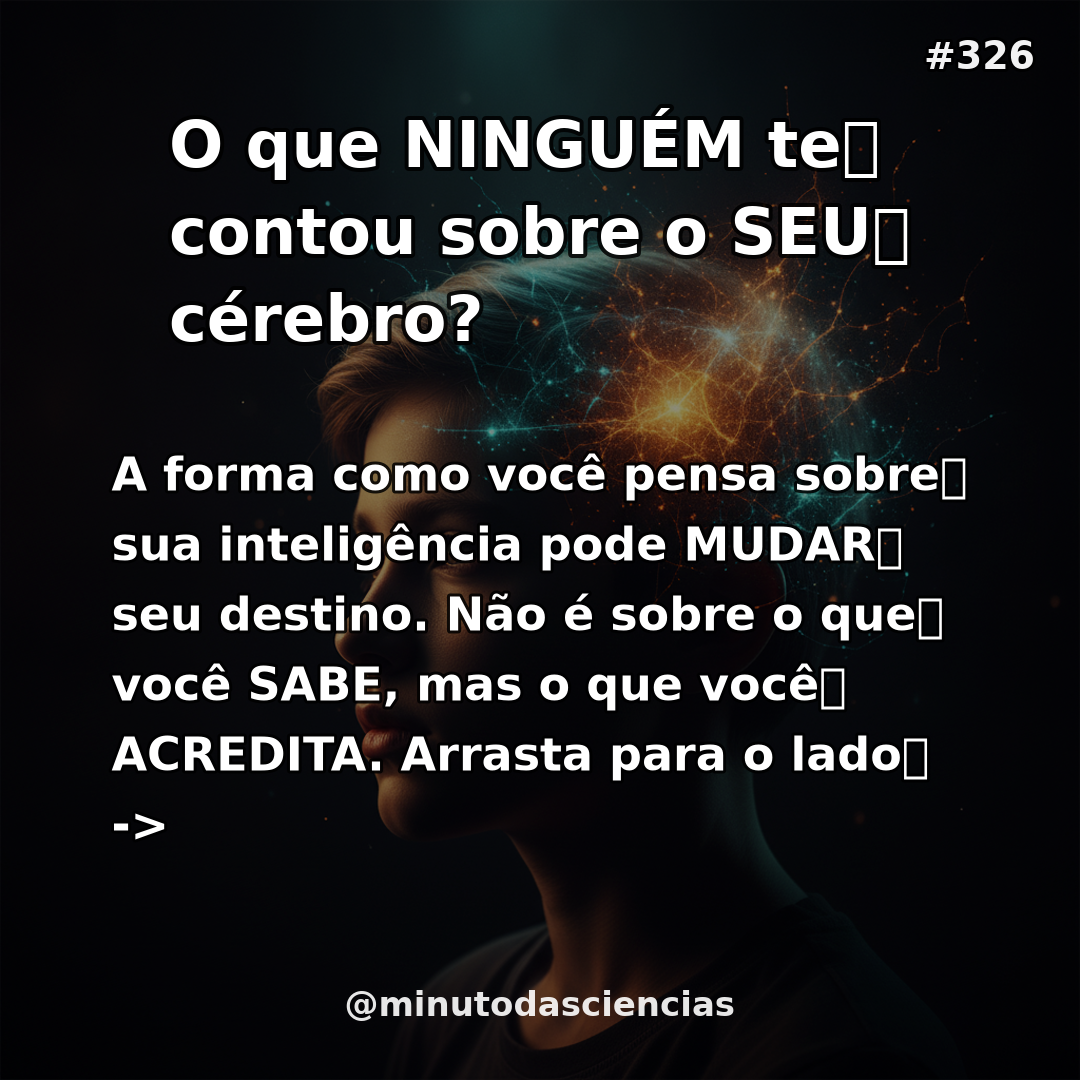 #326
O que NINGUÉM te▯
contou sobre o SEU▯
cérebro?
A forma como você pensa sobre▯
sua inteligência pode MUDAR▯
seu destino. Não é sobre o que▯
você SABE, mas o que você▯
ACREDITA. Arrasta para o lado▯
->
@minutodasciencias